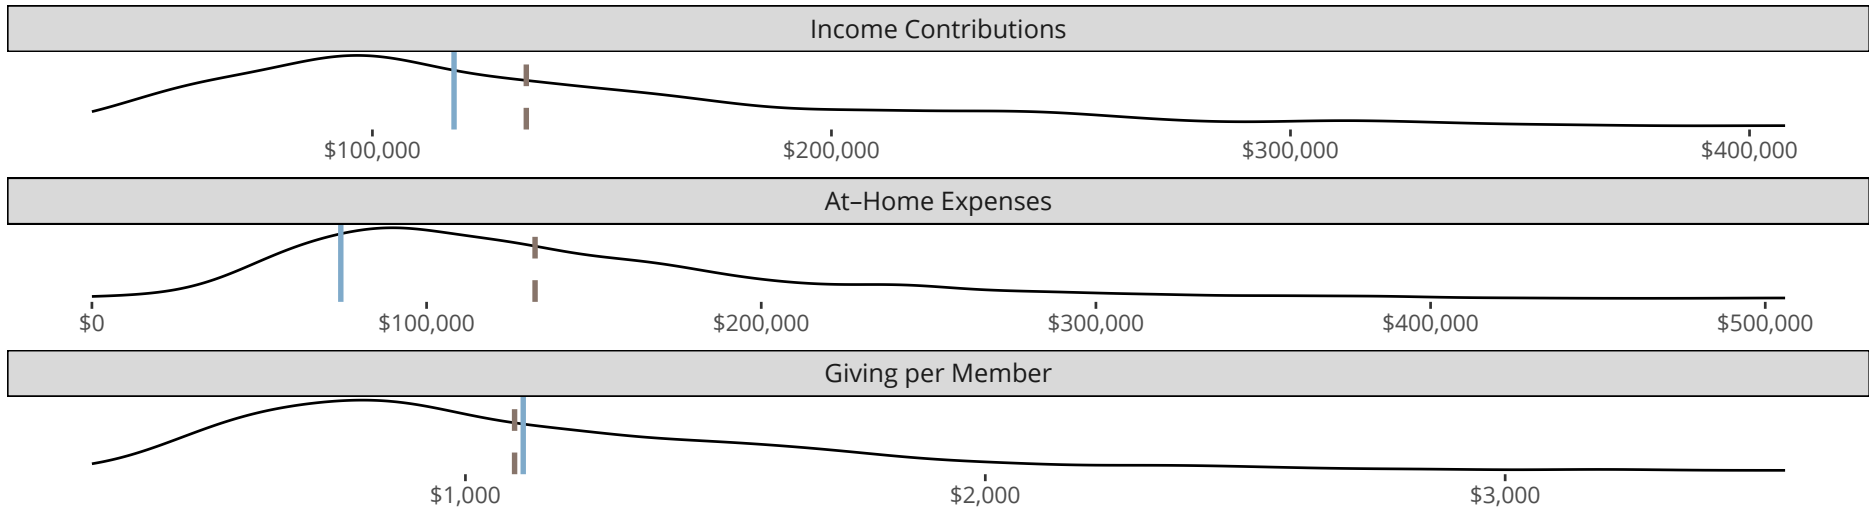 Income Contributions
$100,000 $200,000 $300,000 $400,000
At–Home Expenses
$0 $100,000 $200,000 $300,000 $400,000 $500,000
Giving per Member
$1,000 $2,000 $3,000